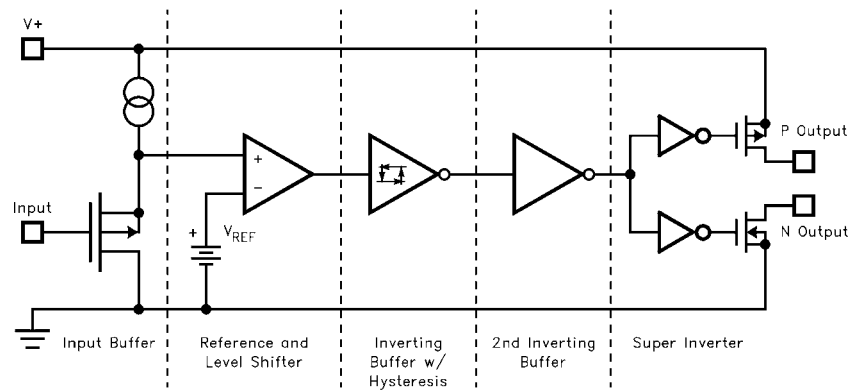 V+
P Output
Input
+
−
+
VREF
N Output
Input Buffer
Reference and
Level Shifter
Inverting
Buffer w/
Hysteresis
2nd Inverting
Buffer
Super Inverter